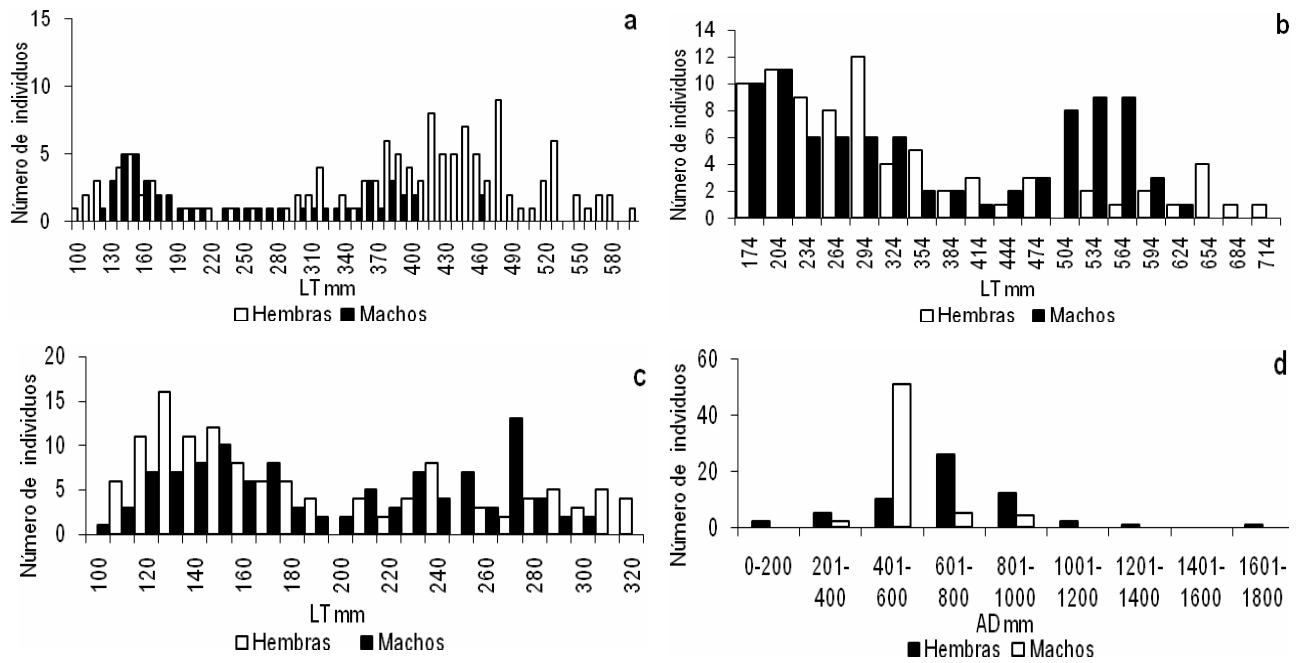 a
Número de individuos
15
10
5
0
100 130 160 190 220 250 280 310 340 370 400 430 460 490 520 550 580
LT mm
Hembras Machos
b
Número de individuos
14
12
10
8
6
4
2
0
174 204 234 264 294 324 354 384 414 444 474 504 534 564 594 624 654 684 714
LT mm
Hembras Machos
c
Número de individuos
20
15
10
5
0
100 120 140 160 180 200 220 240 260 280 300 320
LT mm
Hembras Machos
d
Número de individuos
60
40
20
0
0-200 201-400 401-600 601-800 801-1000 1001-1200 1201-1400 1401-1600 1601-1800
AD mm
Hembras Machos